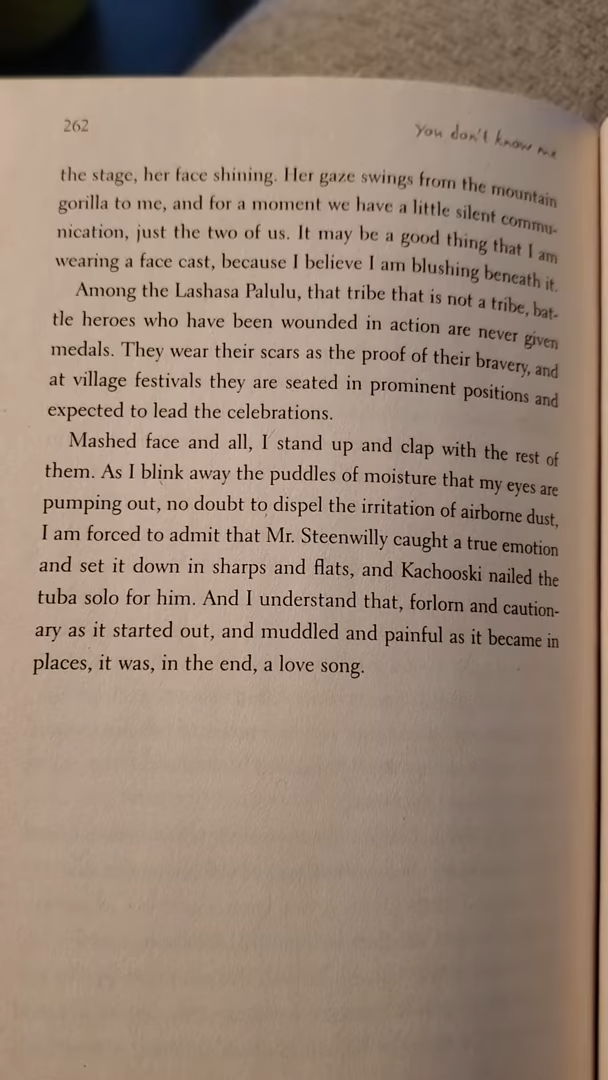 262
You don't know me
the stage, her face shining. Her gaze swings from the mountain
gorilla to me, and for a moment we have a little silent commu-
nication, just the two of us. It may be a good thing that I am
wearing a face cast, because I believe I am blushing beneath it.
Among the Lashasa Palulu, that tribe that is not a tribe, bat-
tle heroes who have been wounded in action are never given
medals. They wear their scars as the proof of their bravery, and
at village festivals they are seated in prominent positions and
expected to lead the celebrations.
Mashed face and all, I stand up and clap with the rest of
them. As I blink away the puddles of moisture that my eyes are
pumping out, no doubt to dispel the irritation of airborne dust,
I am forced to admit that Mr. Steenwilly caught a true emotion
and set it down in sharps and flats, and Kachooski nailed the
tuba solo for him. And I understand that, forlorn and caution-
ary as it started out, and muddled and painful as it became in
places, it was, in the end, a love song.